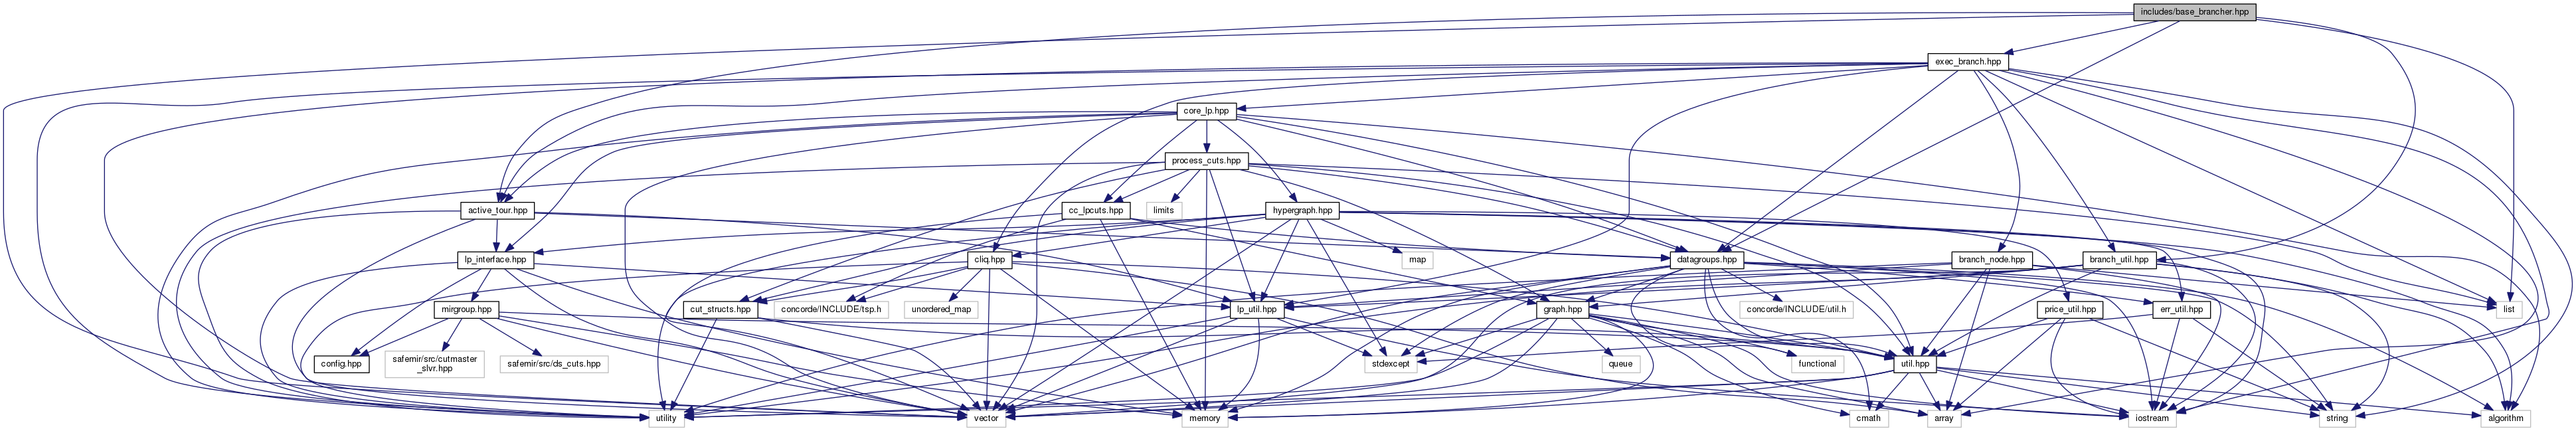 includes/base_brancher.hpp
exec_branch.hpp
core_lp.hpp
process_cuts.hpp
active_tour.hpp
cc_lpcuts.hpp
limits
hypergraph.hpp
lp_interface.hpp
cliq.hpp
map
datagroups.hpp
branch_node.hpp
branch_util.hpp
mirgroup.hpp
cut_structs.hpp
concorde/INCLUDE/tsp.h
unordered_map
lp_util.hpp
graph.hpp
concorde/INCLUDE/util.h
price_util.hpp
err_util.hpp
list
config.hpp
safemir/src/cutmaster
_slvr.hpp
safemir/src/ds_cuts.hpp
stdexcept
queue
functional
util.hpp
utility
vector
memory
cmath
array
iostream
string
algorithm